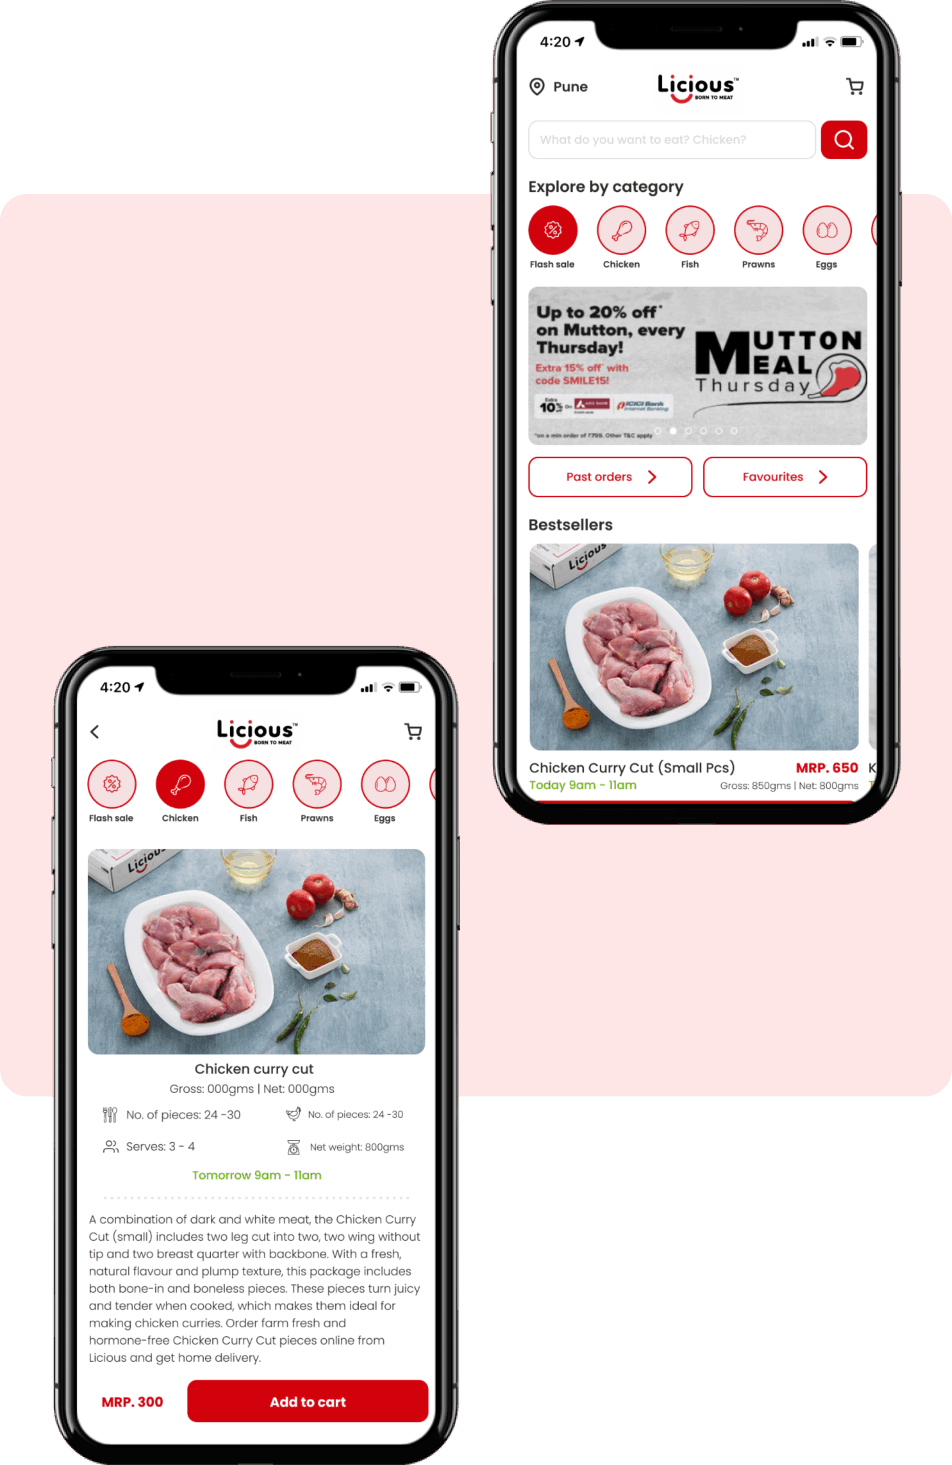 4:20
Pune
Licious™
BORN TO MEAT
What do you want to eat? Chicken?
Explore by category
Flash sale
Chicken
Fish
Prawns
Eggs
Up to 20% off*
on Mutton, every
Thursday!
Extra 15% off* with
code SMILE15!
Extra
10% On AXIS BANK ICICI Bank
Internet Banking
*on a min order of ₹799. Other T&C apply
MUTTON
MEAL
Thursday
Past orders
Favourites
Bestsellers
Licious
Chicken Curry Cut (Small Pcs)
MRP. 650
K
Today 9am - 11am
Gross: 850gms | Net: 800gms
T
4:20
Licious™
BORN TO MEAT
Flash sale
Chicken
Fish
Prawns
Eggs
Licious
Chicken curry cut
Gross: 000gms | Net: 000gms
No. of pieces: 24 -30
No. of pieces: 24 -30
Serves: 3 - 4
Net weight: 800gms
Tomorrow 9am - 11am
A combination of dark and white meat, the Chicken Curry
Cut (small) includes two leg cut into two, two wing without
tip and two breast quarter with backbone. With a fresh,
natural flavour and plump texture, this package includes
both bone-in and boneless pieces. These pieces turn juicy
and tender when cooked, which makes them ideal for
making chicken curries. Order farm fresh and
hormone-free Chicken Curry Cut pieces online from
Licious and get home delivery.
MRP. 300
Add to cart